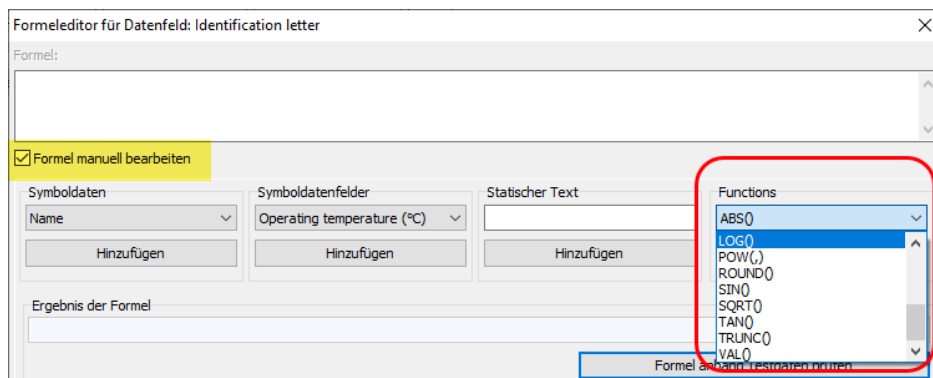 Formeleditor für Datenfeld: Identification letter
Formel:
Formel manuell bearbeiten
Symboldaten
Symboldatenfelder
Statischer Text
Functions
Name
Operating temperature (°C)
ABS()
Hinzufügen
Hinzufügen
Hinzufügen
LOG()
POW(,)
ROUND()
SIN()
SQRT()
TAN()
TRUNC()
VAL()
Ergebnis der Formel
Formel anhand Testdaten prüfen